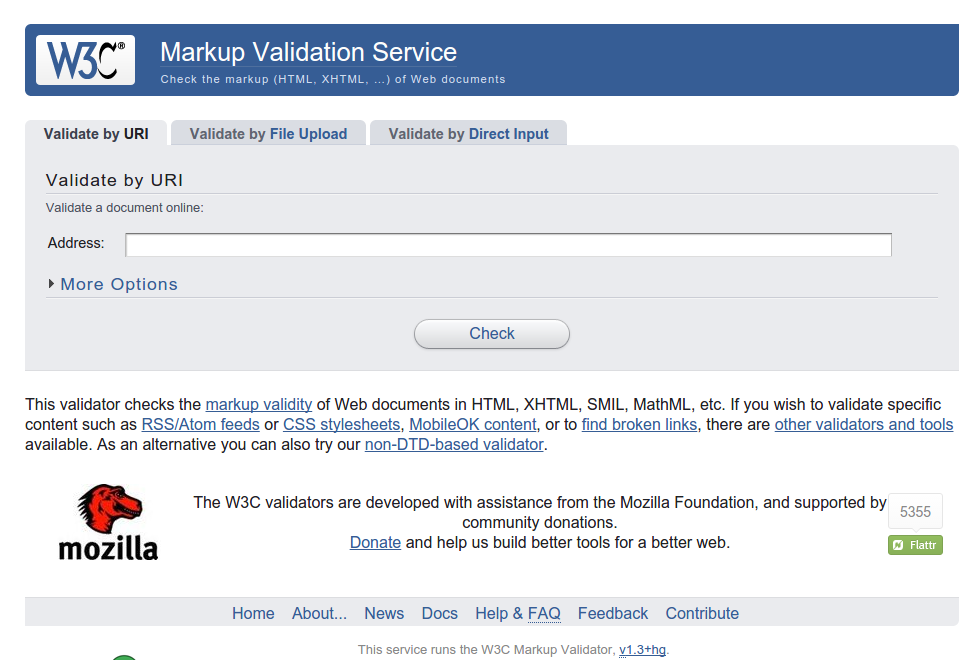 W3C®
Markup Validation Service
Check the markup (HTML, XHTML, ...) of Web documents
Validate by URI
Validate by File Upload
Validate by Direct Input
Validate by URI
Validate a document online:
Address:
More Options
Check
This validator checks the markup validity of Web documents in HTML, XHTML, SMIL, MathML, etc. If you wish to validate specific
content such as RSS/Atom feeds or CSS stylesheets, MobileOK content, or to find broken links, there are other validators and tools
available. As an alternative you can also try our non-DTD-based validator.
mozilla
The W3C validators are developed with assistance from the Mozilla Foundation, and supported by
community donations.
Donate and help us build better tools for a better web.
5355
Flattr
Home About... News Docs Help & FAQ Feedback Contribute
This service runs the W3C Markup Validator, v1.3+hg.